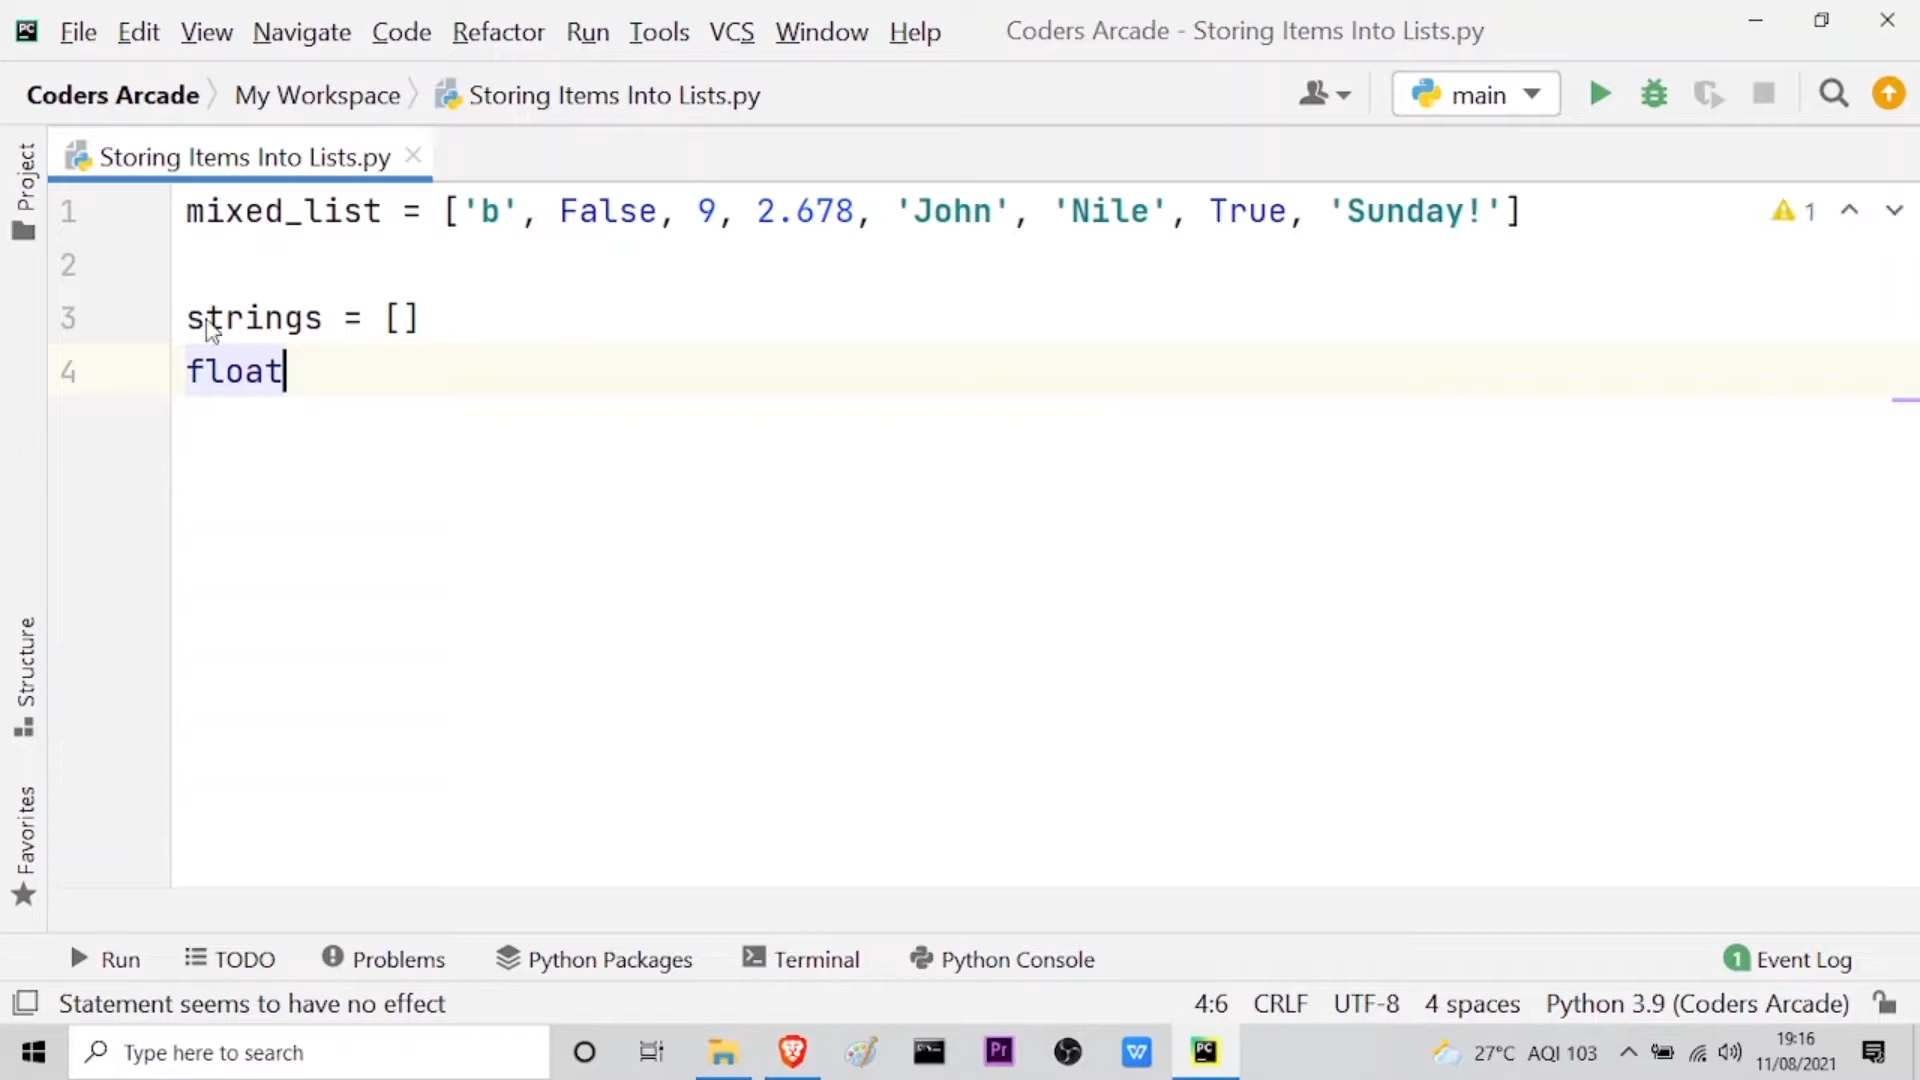 File Edit View Navigate Code Refactor Run Tools VCS Window Help Coders Arcade - Storing Items Into Lists.py
Coders Arcade My Workspace Storing Items Into Lists.py main
Project
Storing Items Into Lists.py
1 mixed_list = ['b', False, 9, 2.678, 'John', 'Nile', True, 'Sunday!'] 1
2
3 strings = []
4 float
Structure
Favorites
Run TODO Problems Python Packages Terminal Python Console 1 Event Log
Statement seems to have no effect 4:6 CRLF UTF-8 4 spaces Python 3.9 (Coders Arcade)
Type here to search Pr W PC 27°C AQI 103 19:16
11/08/2021